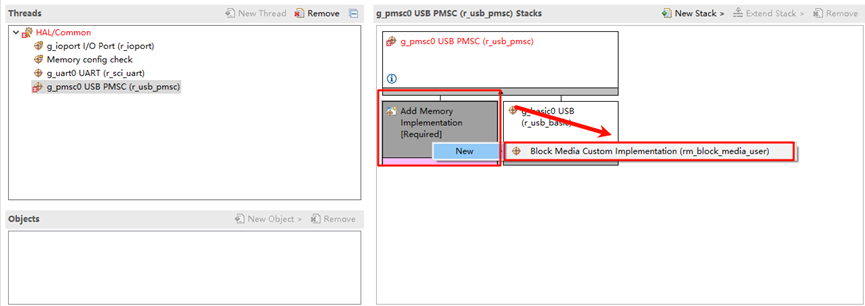 Threads
New Thread
Remove
HAL/Common
g_ioport I/O Port (r_ioport)
Memory config check
g_uart0 UART (r_sci_uart)
g_pmsc0 USB PMSC (r_usb_pmsc)
Objects
New Object >
Remove
g_pmsc0 USB PMSC (r_usb_pmsc) Stacks
New Stack >
Extend Stack >
Remove
g_pmsc0 USB PMSC (r_usb_pmsc)
Add Memory
Implementation
[Required]
g_basic0 USB
(r_usb_basic)
New
Block Media Custom Implementation (rm_block_media_user)